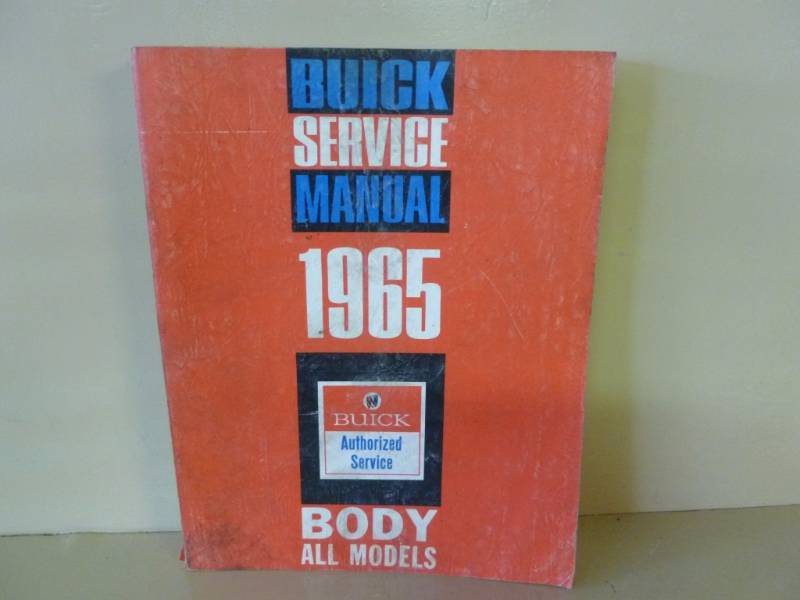 BUICK
SERVICE
MANUAL
1965
BUICK
Authorized
Service
BODY
ALL MODELS